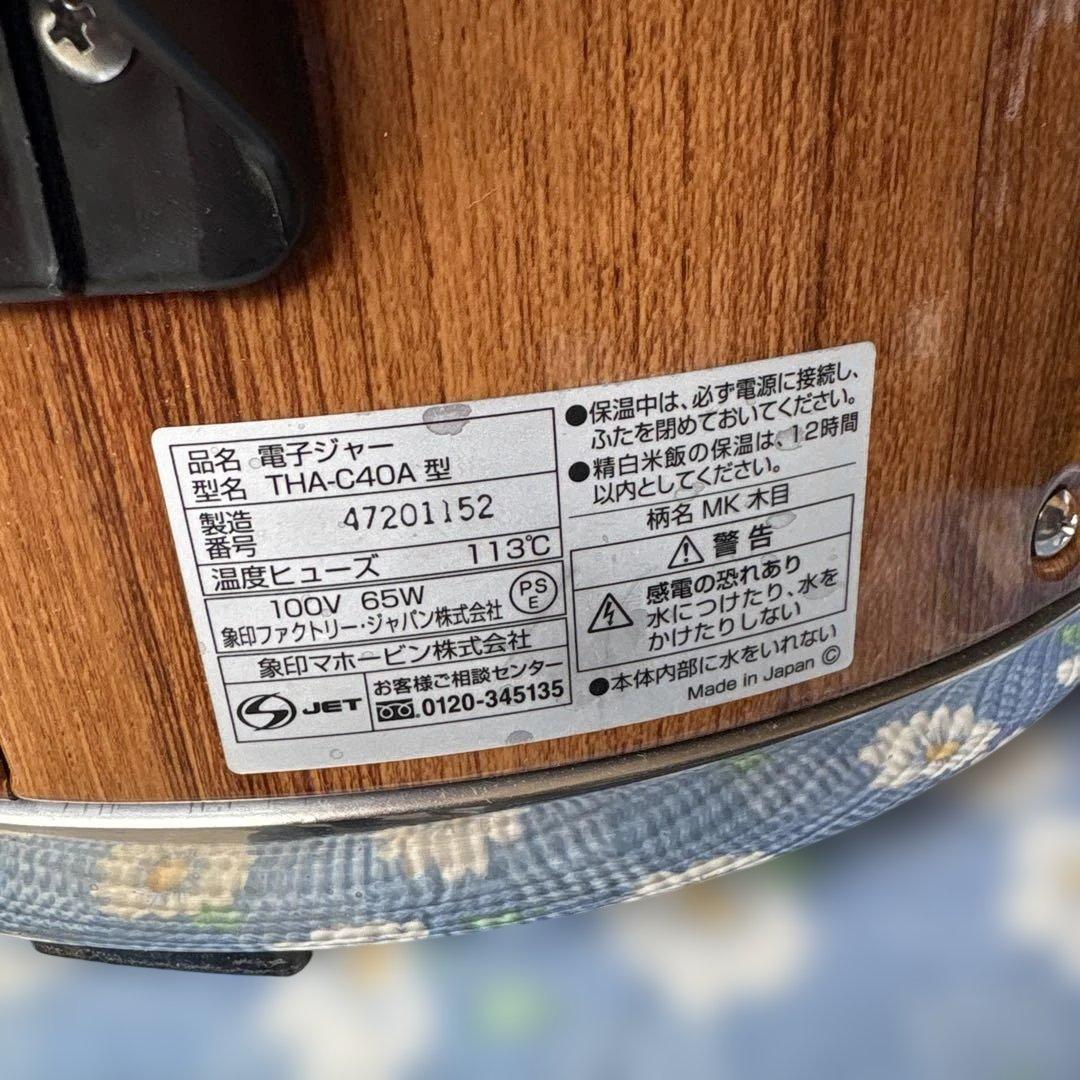 品名 電子ジャー
型名 THA-C40A 型
製造番号 47201152
温度ヒューズ 113℃
100V 65W
PS E
象印ファクトリー・ジャパン株式会社
象印マホービン株式会社
JET
お客様ご相談センター
0120-345135
●保温中は、必ず電源に接続し、
ふたを閉めておいてください。
●精白米飯の保温は、12時間
以内としてください。
柄名 MK 木目
警告
感電の恐れあり
水につけたり、水を
かけたりしない
●本体内部に水をいれない
Made in Japan ©